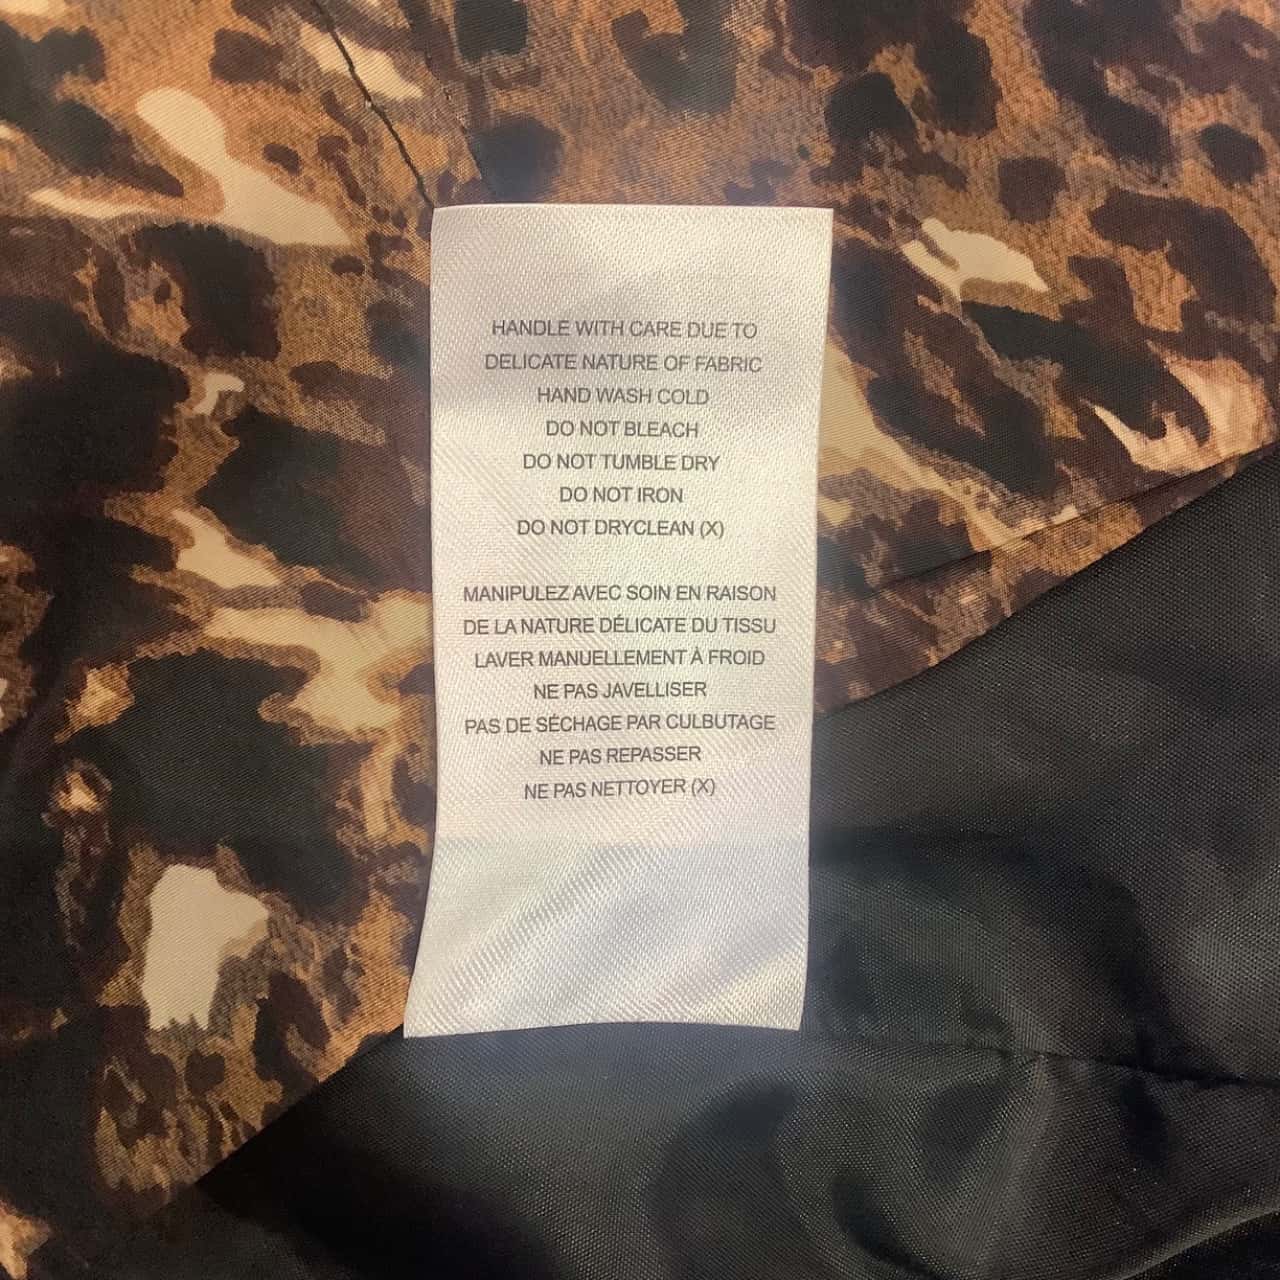 HANDLE WITH CARE DUE TO
DELICATE NATURE OF FABRIC
HAND WASH COLD
DO NOT BLEACH
DO NOT TUMBLE DRY
DO NOT IRON
DO NOT DRYCLEAN (X)
MANIPULEZ AVEC SOIN EN RAISON
DE LA NATURE DÉLICATE DU TISSU
LAVER MANUELLEMENT À FROID
NE PAS JAVELLISER
PAS DE SÉCHAGE PAR CULBUTAGE
NE PAS REPASSER
NE PAS NETTOYER (X)